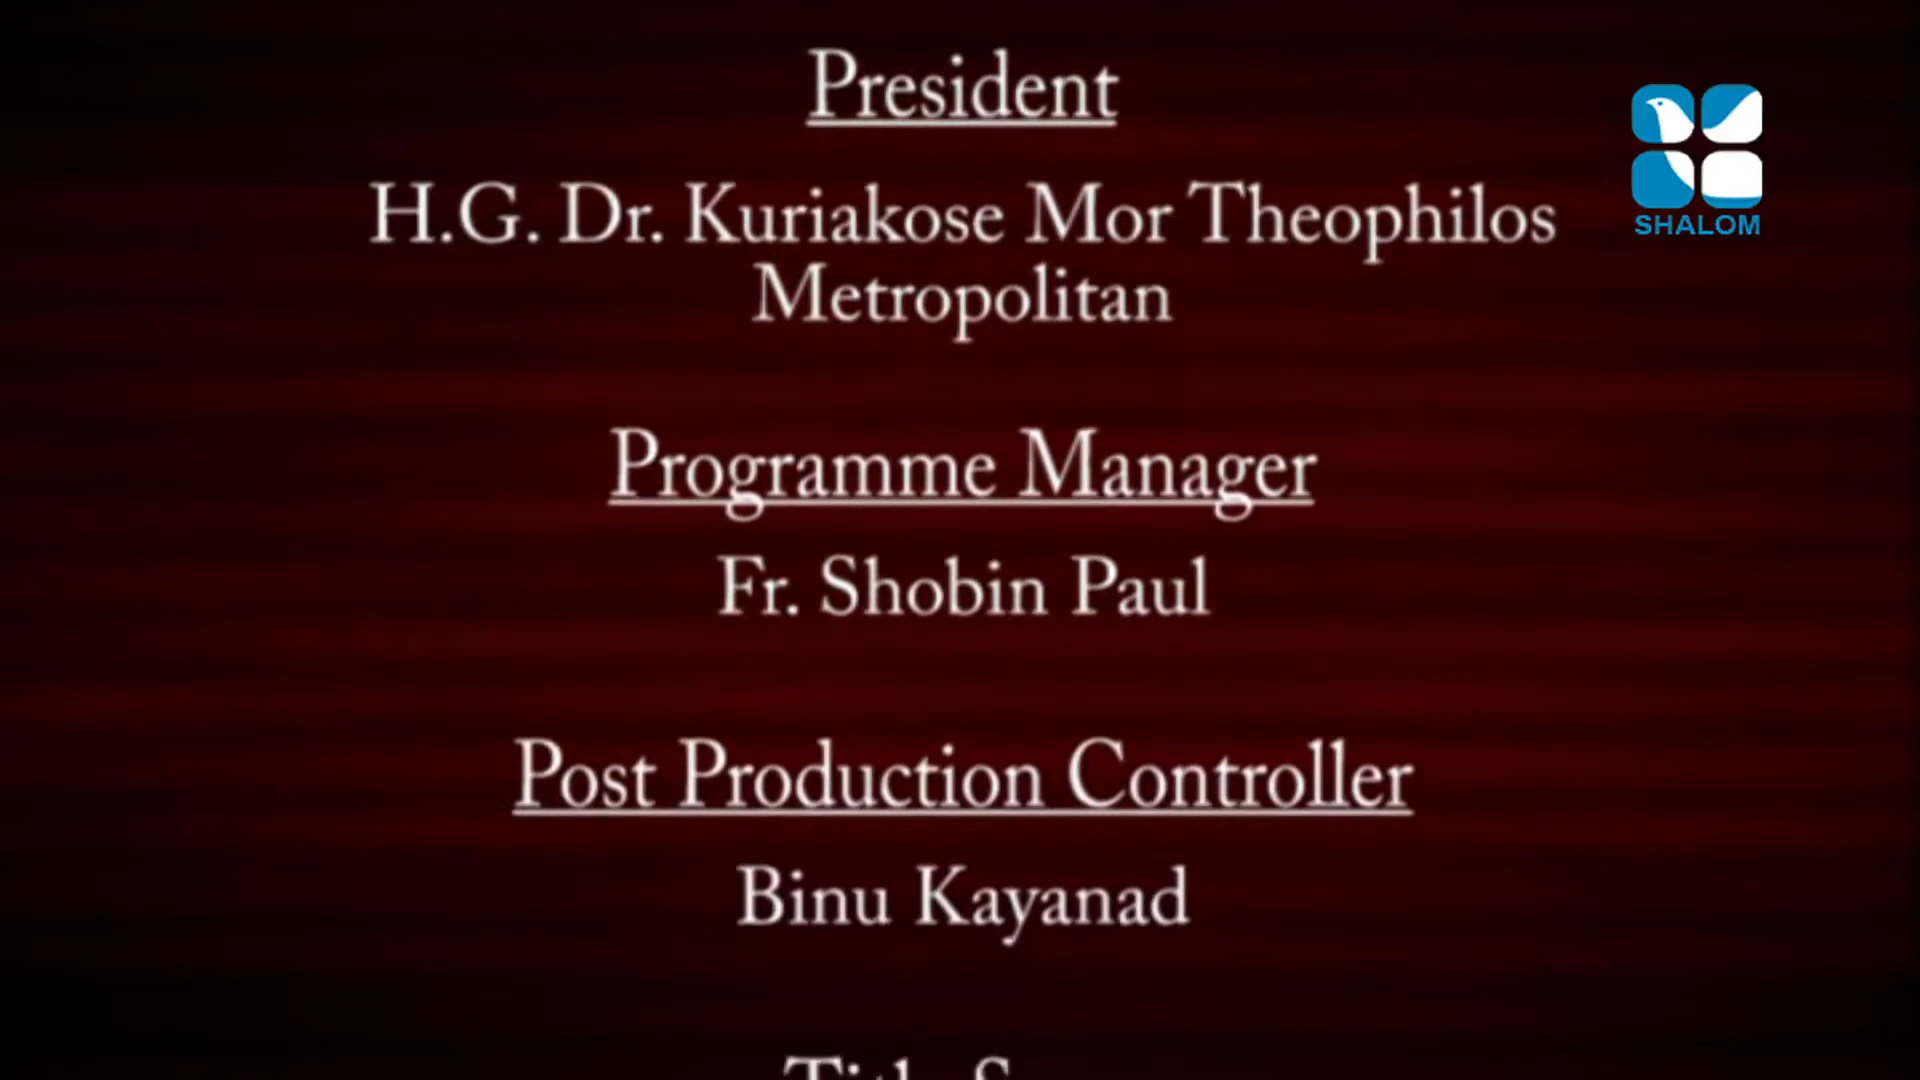 President
H.G. Dr. Kuriakose Mor Theophilos
Metropolitan
SHALOM
Programme Manager
Fr. Shobin Paul
Post Production Controller
Binu Kayanad